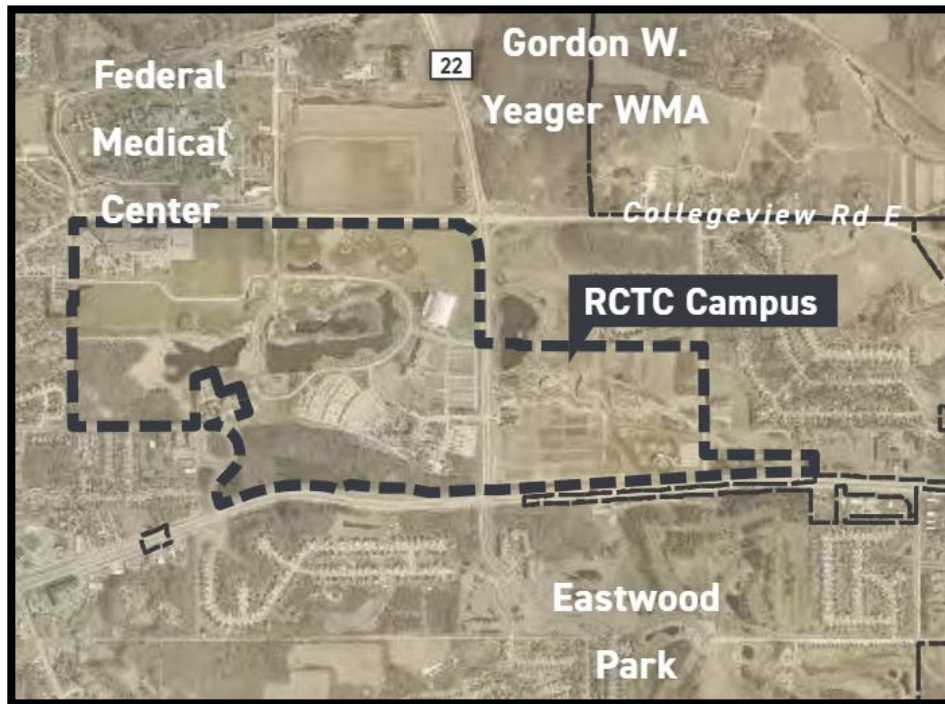 Federal
Medical
Center
22
Gordon W.
Yeager WMA
Collegeview Rd E
RCTC Campus
Eastwood
Park